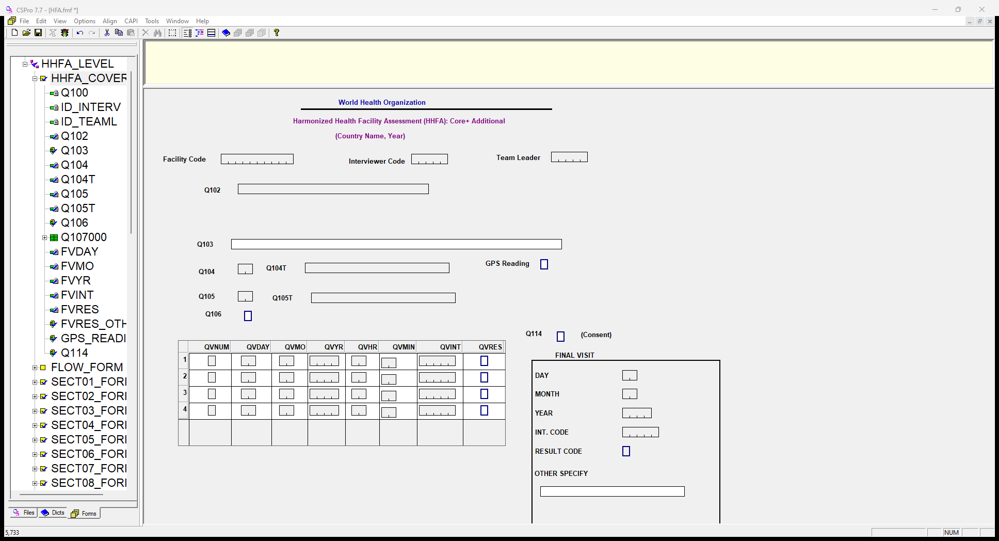 CSPro 7.7 - [HFA.fmf *]
File Edit View Options Align CAPI Tools Window Help
HHFA_LEVEL
HHFA_COVER
Q100
ID_INTERV
ID_TEAML
Q102
Q103
Q104
Q104T
Q105
Q105T
Q106
Q107000
FVDAY
FVMO
FVYR
FVINT
FVRES
FVRES_OTH
GPS_READI
Q114
FLOW_FORM
SECT01_FORI
SECT02_FORI
SECT03_FORI
SECT04_FORI
SECT05_FORI
SECT06_FORI
SECT07_FORI
SECT08_FORI
Files Dicts Forms
World Health Organization
Harmonized Health Facility Assessment (HHFA): Core+ Additional
(Country Name, Year)
Facility Code Interviewer Code Team Leader
Q102
Q103
GPS Reading
Q104 Q104T
Q105 Q105T
Q106
QVNUM QVDAY QVMO QVYR QVHR QVMIN QVINT QVRES
1
2
3
4
Q114 (Consent)
FINAL VISIT
DAY
MONTH
YEAR
INT. CODE
RESULT CODE
OTHER SPECIFY
5,733 NUM